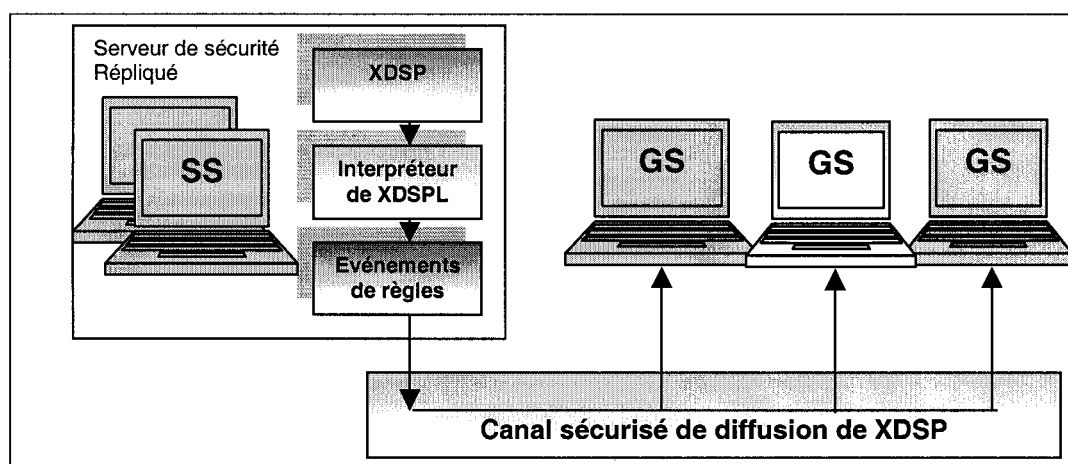 Serveur de sécurité
Répliqué
XDSP
SS
Interpréteur
de XDSPL
Evénements
de règles
GS
GS
GS
Canal sécurisé de diffusion de XDSP